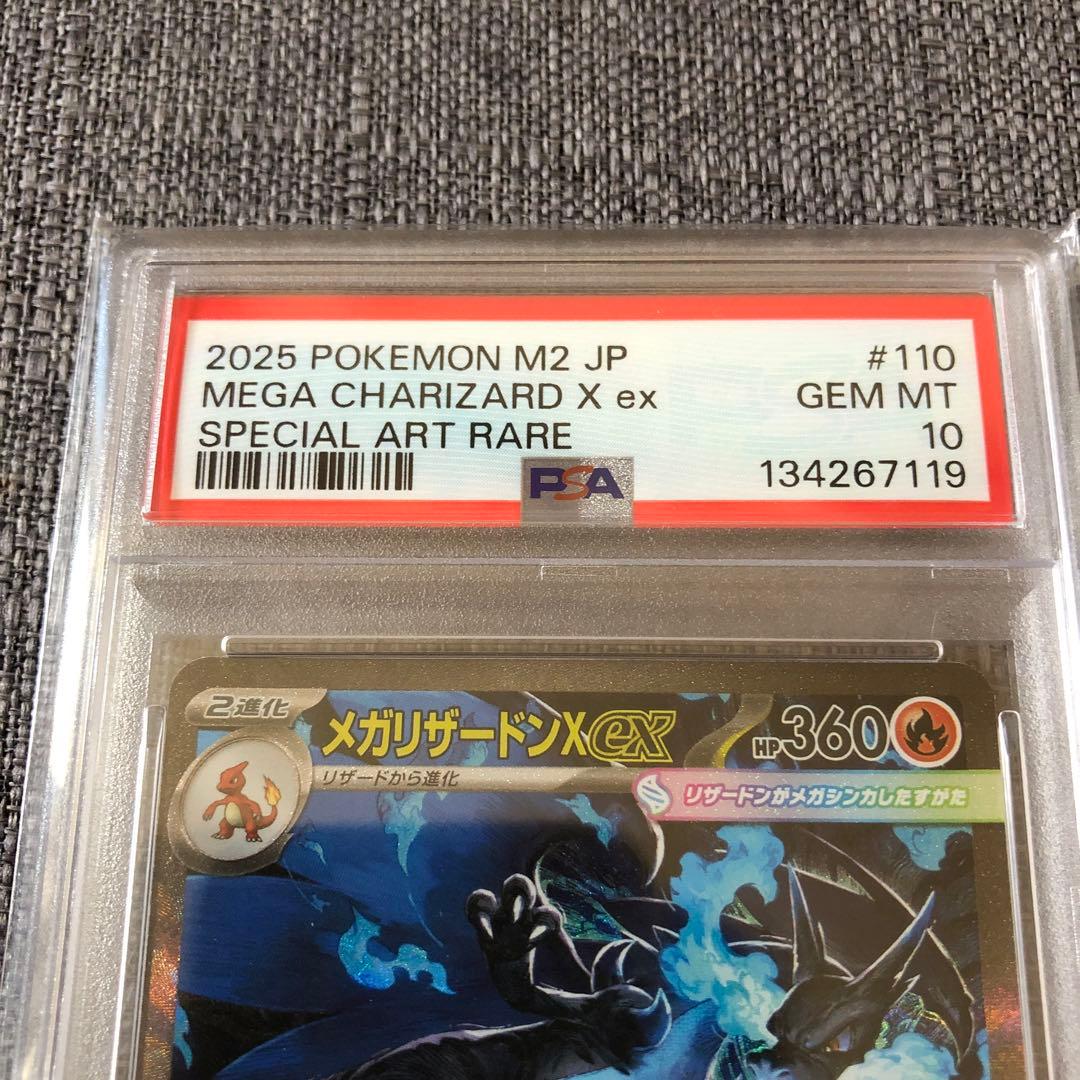 2025 POKEMON M2 JP #110
MEGA CHARIZARD X ex GEM MT
SPECIAL ART RARE 10
PSA 134267119
2進化 メガリザードンXex HP360
リザードから進化
リザードンがメガシンカしたすがた